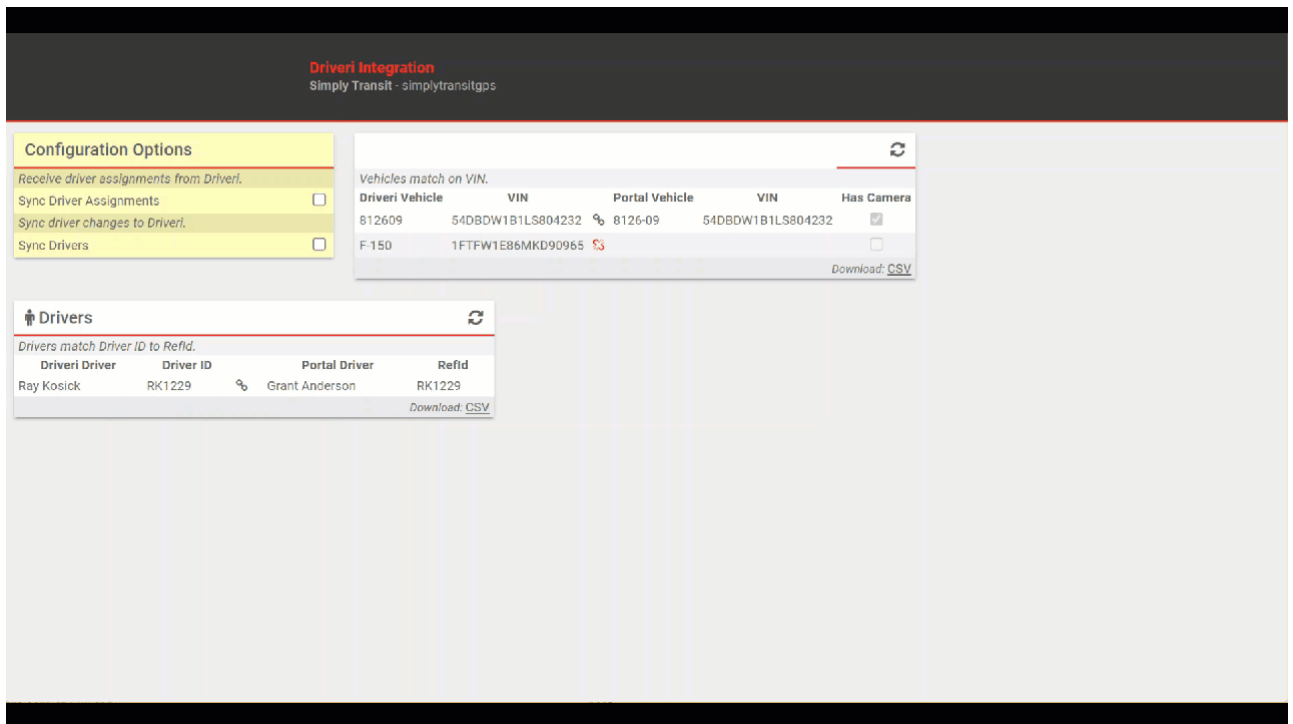 Driveri Integration
Simply Transit - simplytransitgps
Configuration Options
Receive driver assignments from Driveri.
Sync Driver Assignments
Sync driver changes to Driveri.
Sync Drivers
Vehicles match on VIN.
Driveri Vehicle VIN Portal Vehicle VIN Has Camera
812609 54DBDW1B1LS804232 8126-09 54DBDW1B1LS804232
F-150 1FTFW1E86MKD90965
Download: CSV
Drivers
Drivers match Driver ID to RefId.
Driveri Driver Driver ID Portal Driver RefId
Ray Kosick RK1229 Grant Anderson RK1229
Download: CSV